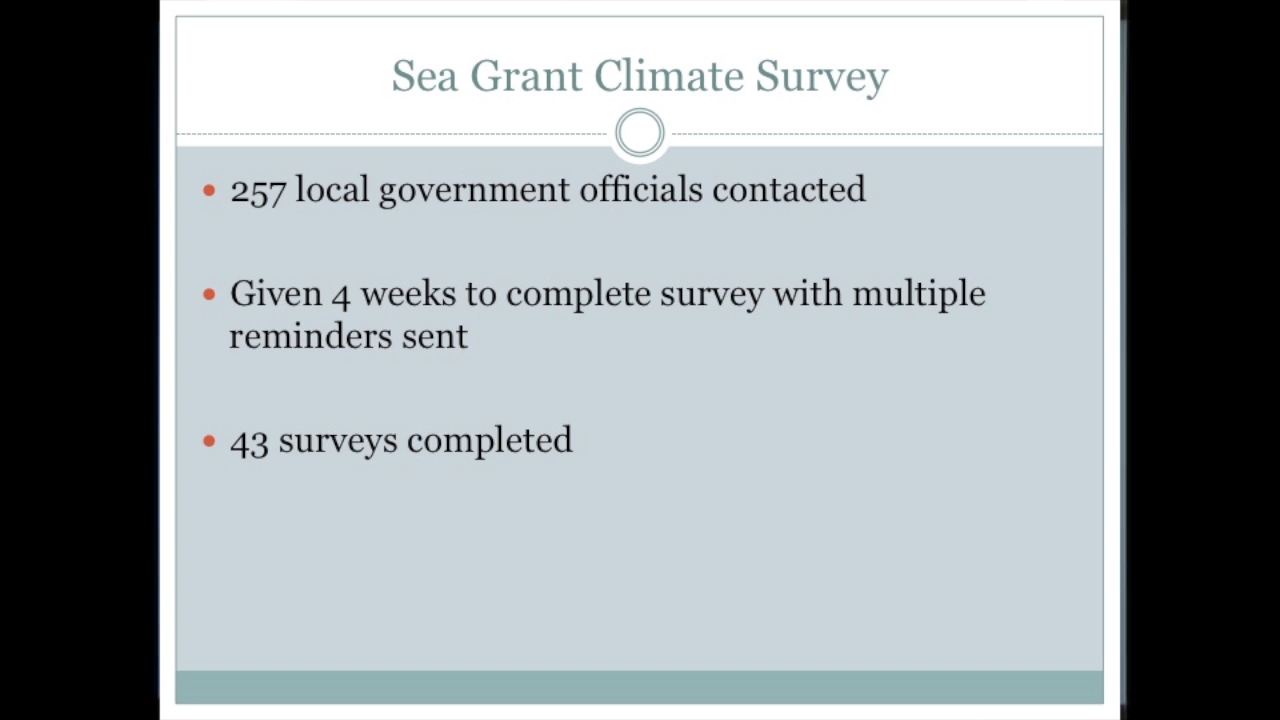 Sea Grant Climate Survey
• 257 local government officials contacted
• Given 4 weeks to complete survey with multiple
reminders sent
• 43 surveys completed